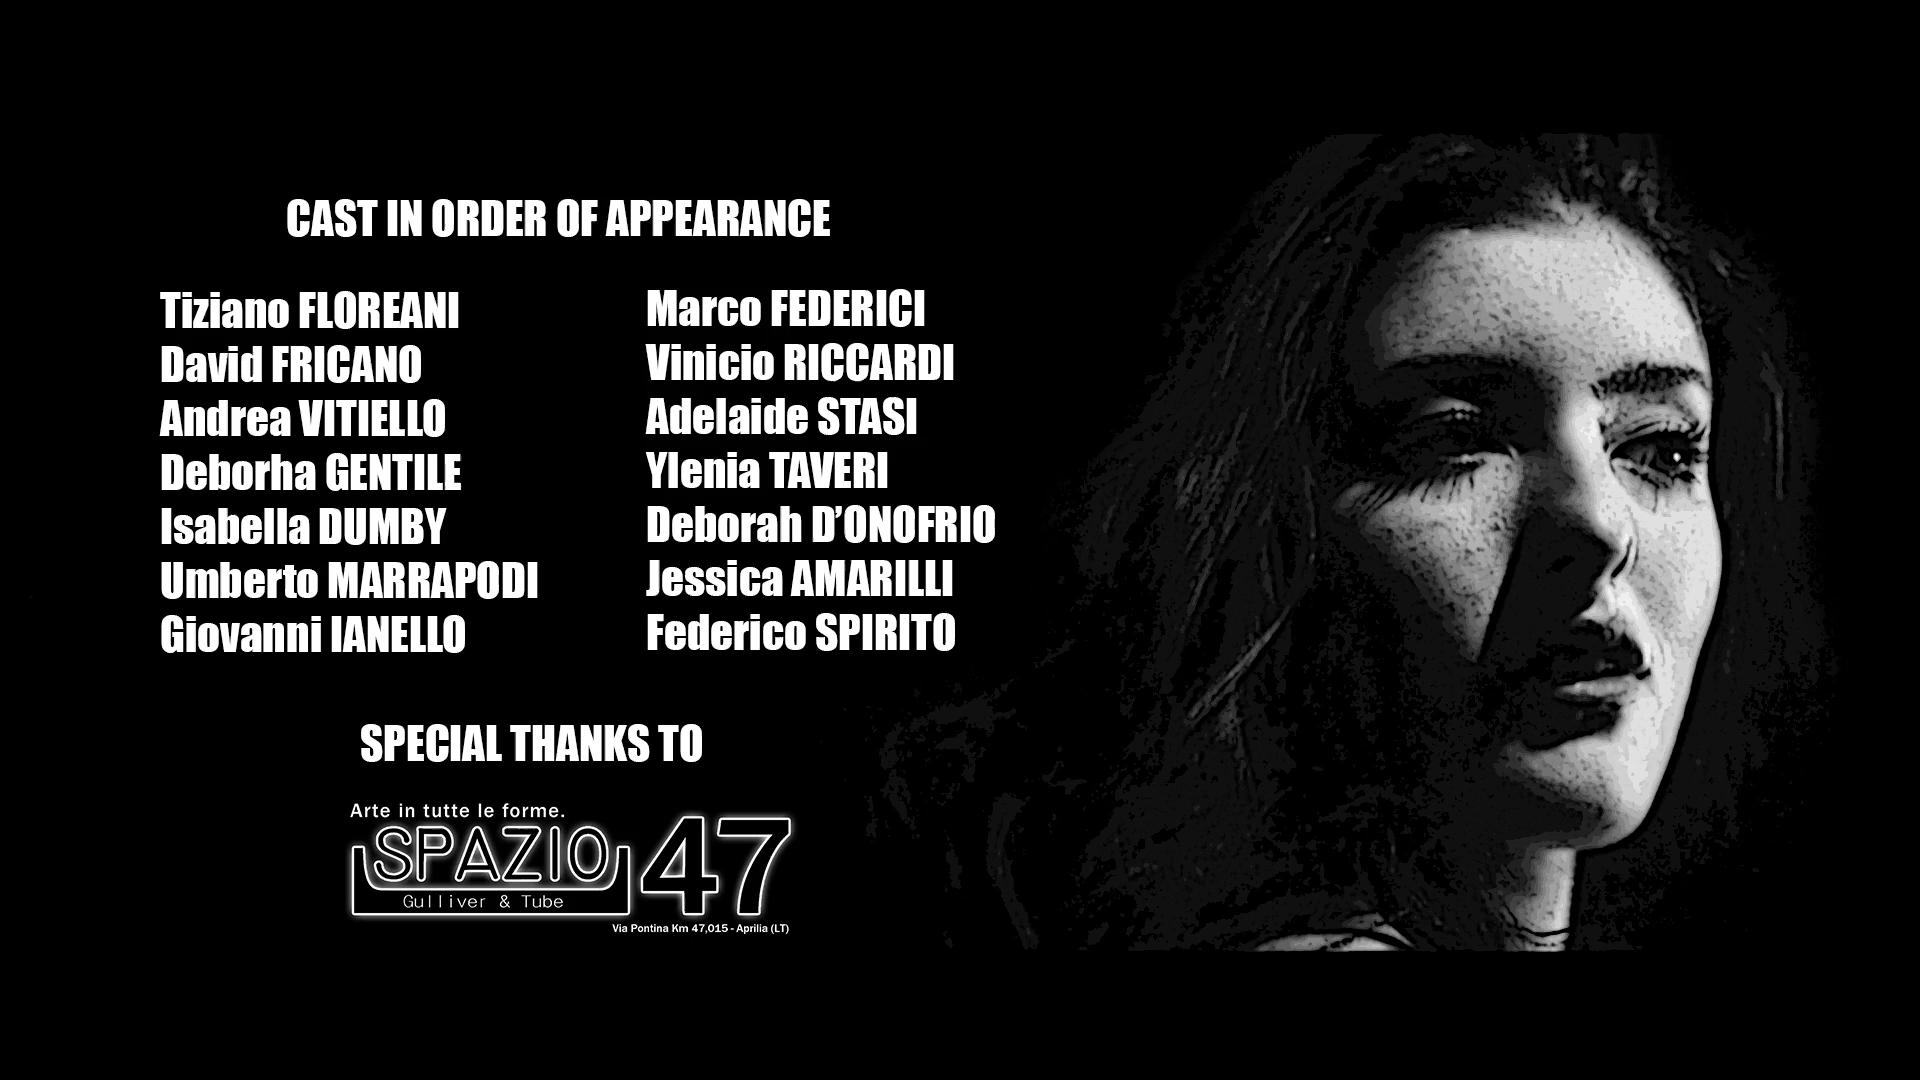 CAST IN ORDER OF APPEARANCE
Tiziano FLOREANI
David FRICANO
Andrea VITIELLO
Deborha GENTILE
Isabella DUMBY
Umberto MARRAPODI
Giovanni IANELLO
Marco FEDERICI
Vinicio RICCARDI
Adelaide STASI
Ylenia TAVERI
Deborah D’ONOFRIO
Jessica AMARILLI
Federico SPIRITO
SPECIAL THANKS TO
Arte in tutte le forme.
SPAZIO 47
Gulliver & Tube
Via Pontina Km 47,015 - Aprilia (LT)